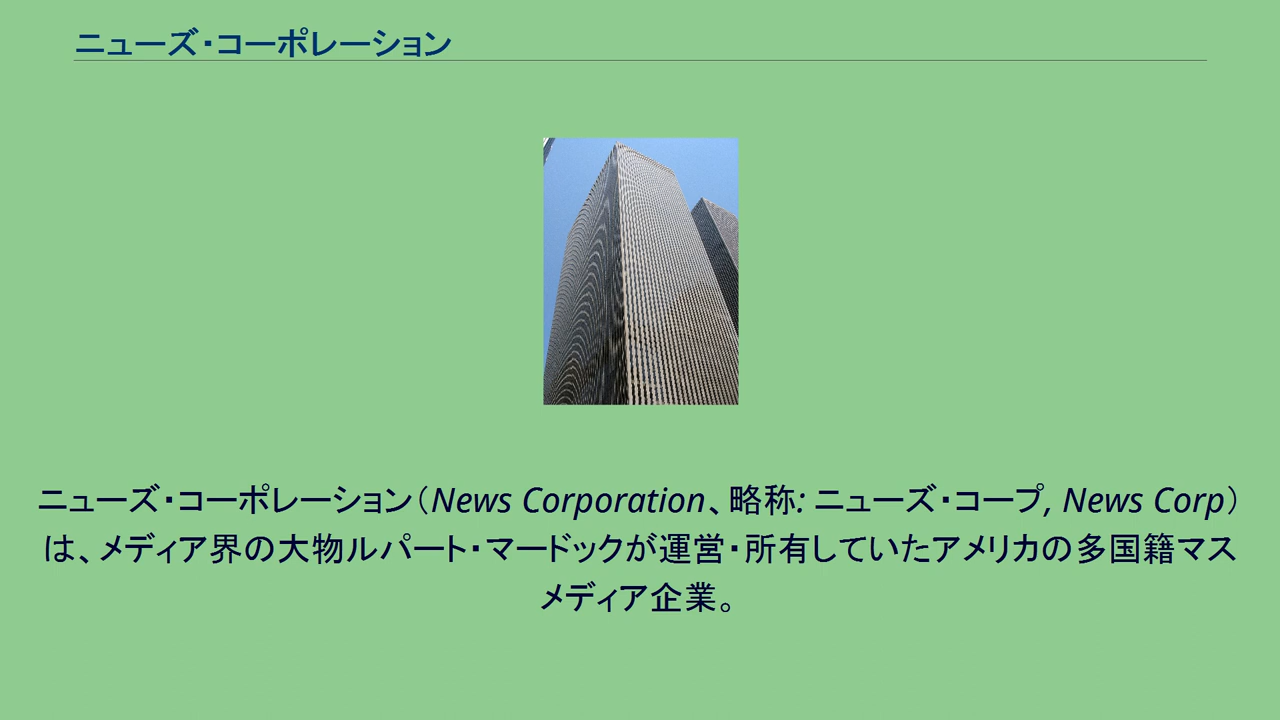 ニューズ・コーポレーション
ニューズ・コーポレーション（News Corporation、略称: ニューズ・コープ, News Corp）
は、メディア界の大物ルパート・マードックが運営・所有していたアメリカの多国籍マス
メディア企業。